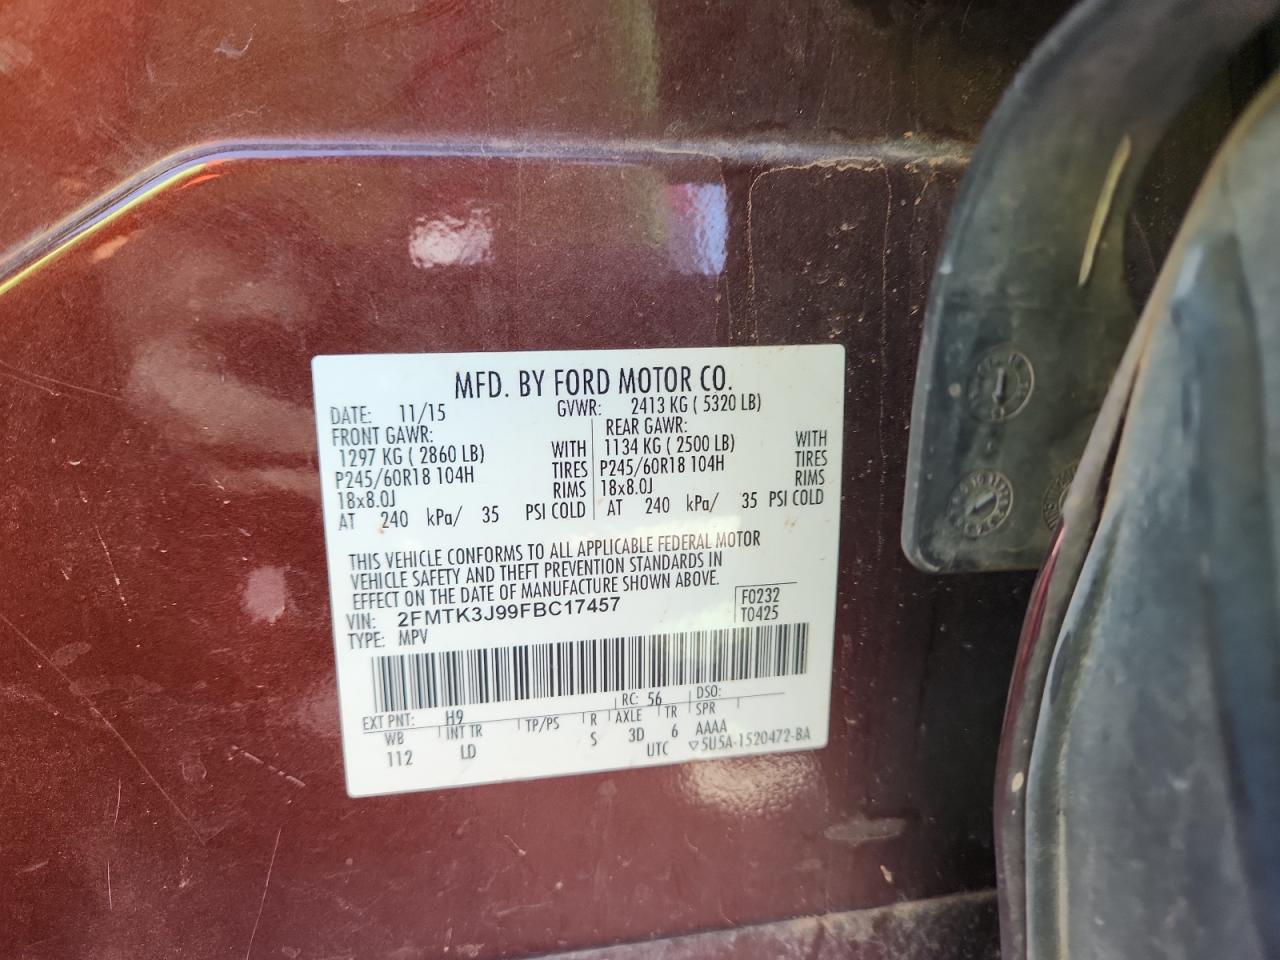 MFD. BY FORD MOTOR CO.
DATE: 11/15 GVWR: 2413 KG ( 5320 LB)
FRONT GAWR: REAR GAWR:
1297 KG ( 2860 LB) WITH 1134 KG ( 2500 LB) WITH
P245/60R18 104H TIRES P245/60R18 104H TIRES
18x8.0J RIMS 18x8.0J RIMS
AT 240 kPa/ 35 PSI COLD AT 240 kPa/ 35 PSI COLD
THIS VEHICLE CONFORMS TO ALL APPLICABLE FEDERAL MOTOR
VEHICLE SAFETY AND THEFT PREVENTION STANDARDS IN
EFFECT ON THE DATE OF MANUFACTURE SHOWN ABOVE.
VIN: 2FMTK3J99FBC17457 F0232
TYPE: MPV T0425
EXT PNT: H9 RC: 56 DSO:
WB INT TR TP/PS R AXLE TR SPR
112 LD S 3D 6 AAAA
UTC ▽5U5A-1520472-BA